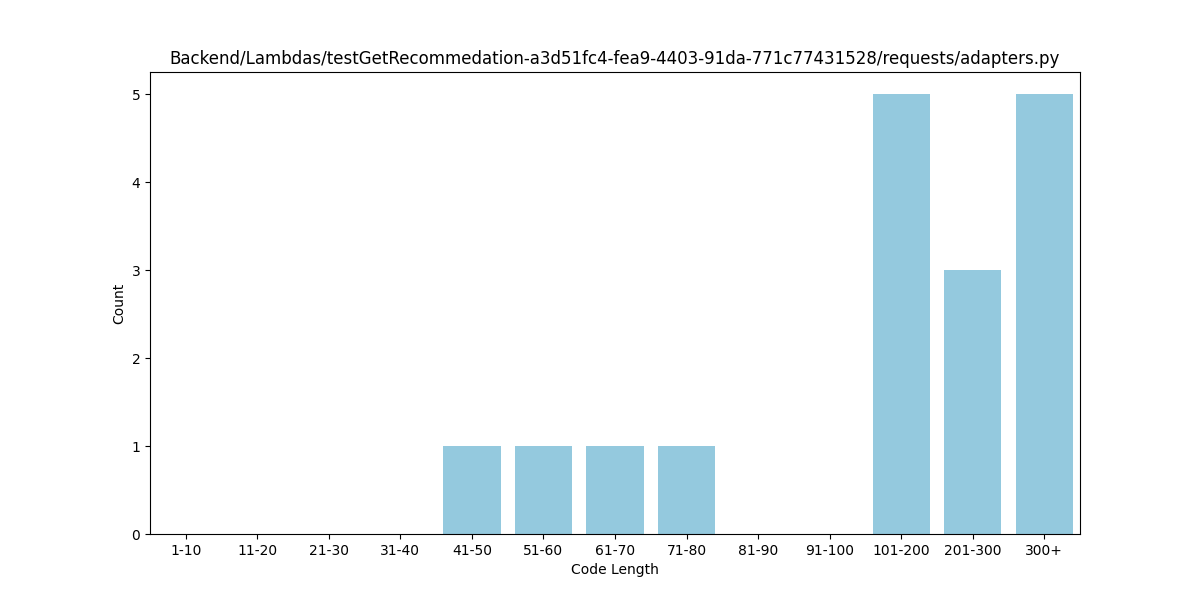 Backend/Lambdas/testGetRecommedation-a3d51fc4-fea9-4403-91da-771c77431528/requests/adapters.py
5
4
3
2
1
0
Count
1-10 11-20 21-30 31-40 41-50 51-60 61-70 71-80 81-90 91-100 101-200 201-300 300+
Code Length